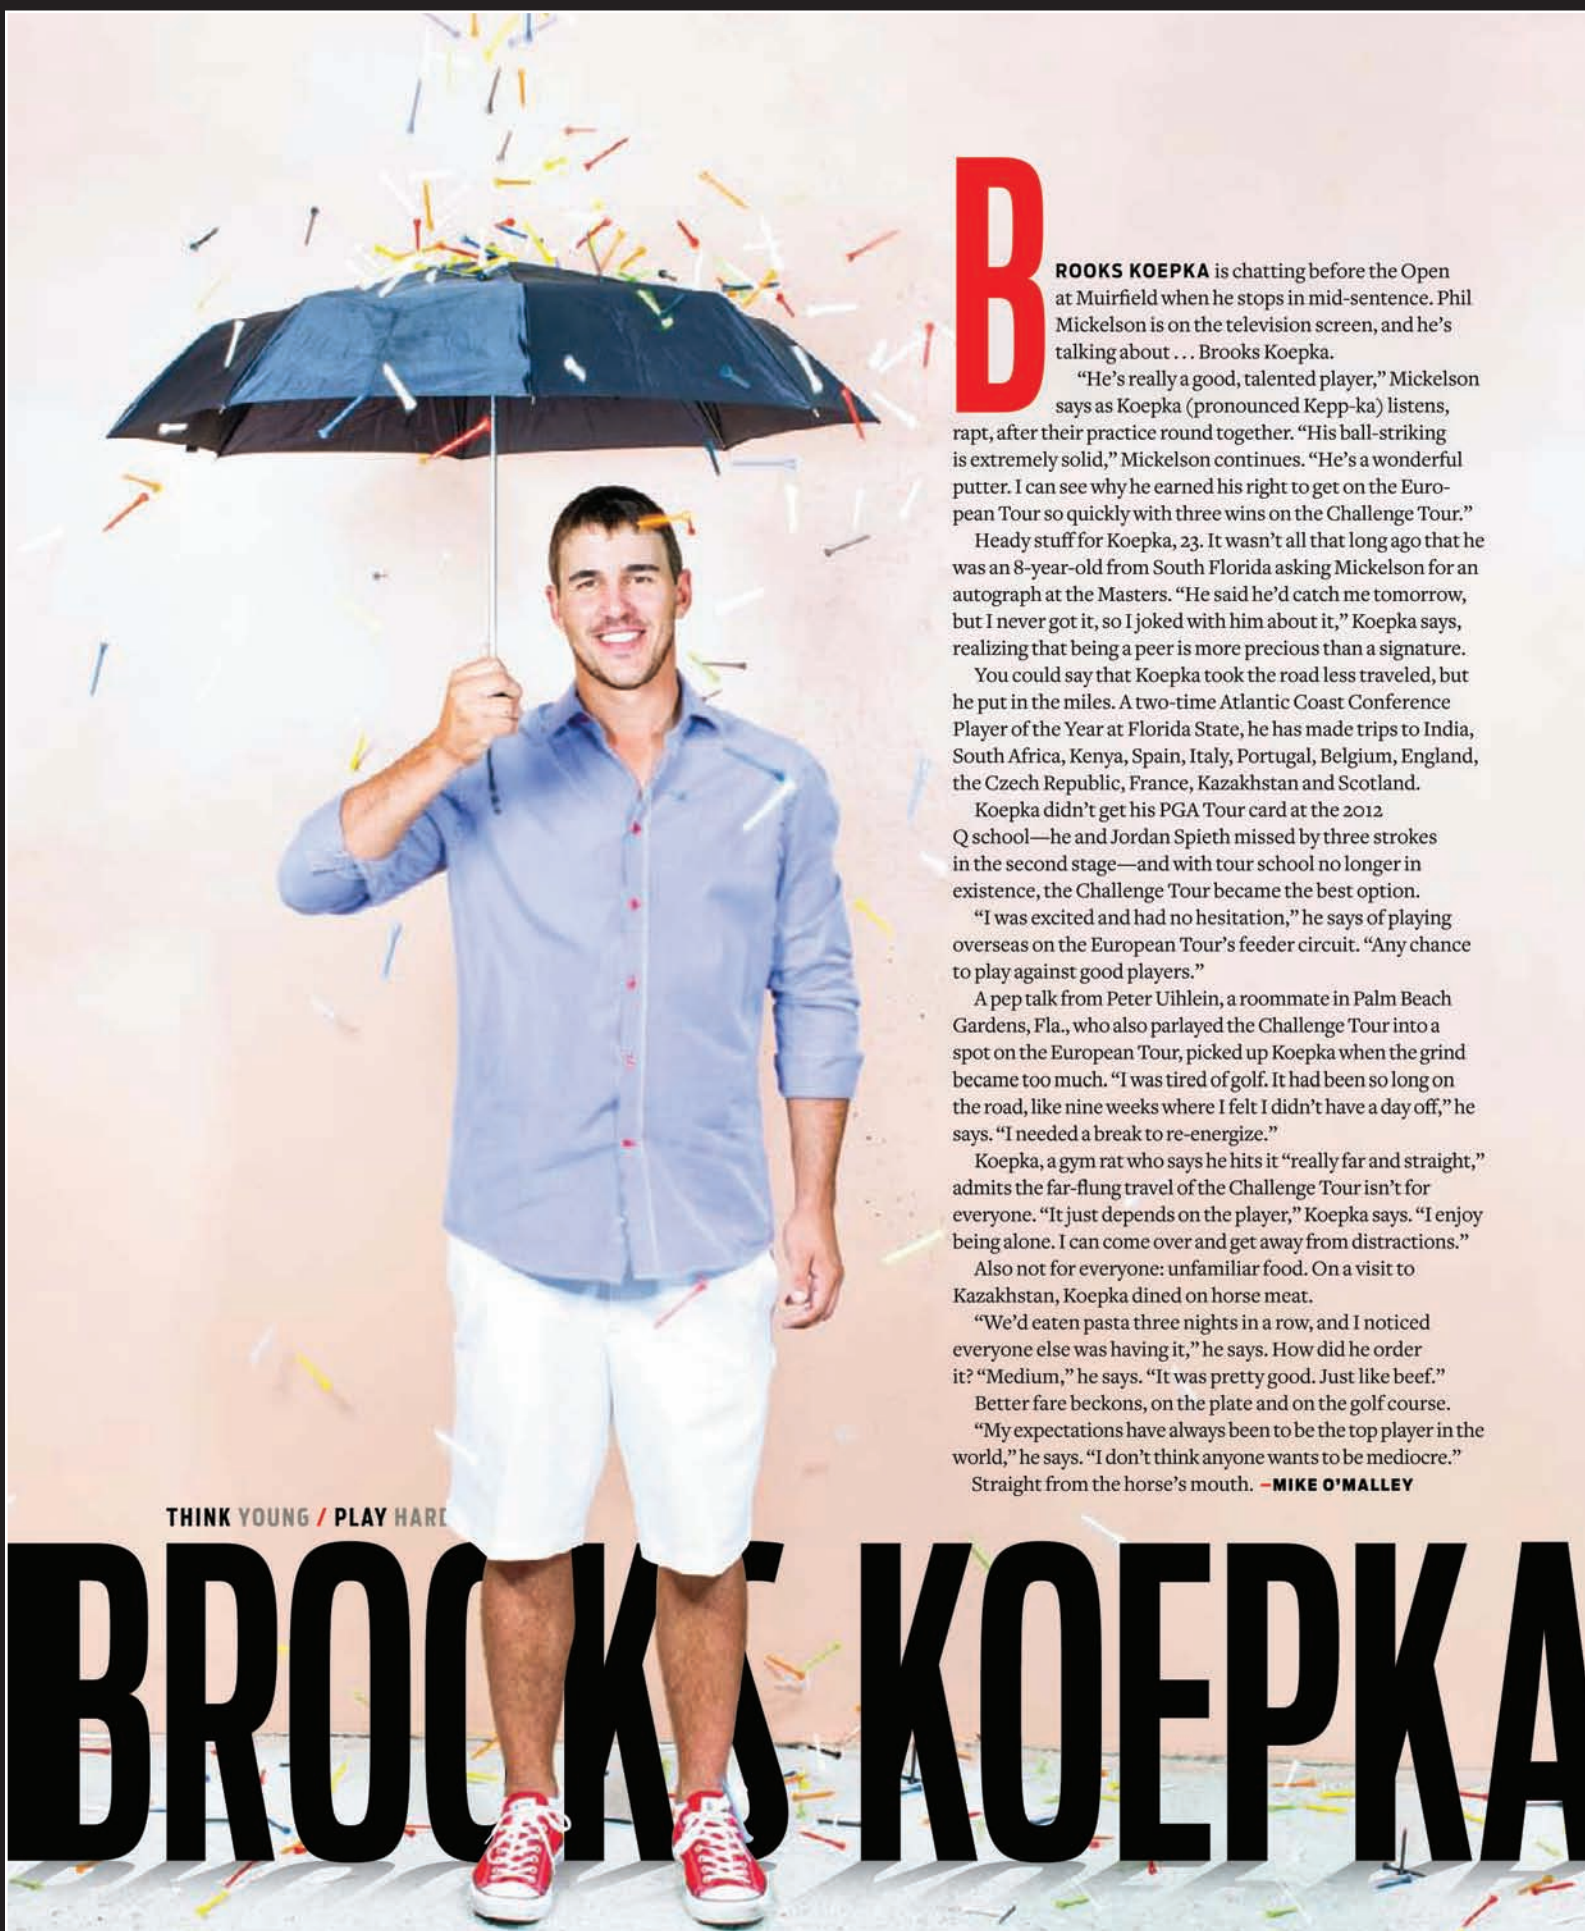 BROOKS KOEPKA is chatting before the Open
at Muirfield when he stops in mid-sentence. Phil
Mickelson is on the television screen, and he’s
talking about . . . Brooks Koepka.
“He’s really a good, talented player,” Mickelson
says as Koepka (pronounced Kepp-ka) listens,
rapt, after their practice round together. “His ball-striking
is extremely solid,” Mickelson continues. “He’s a wonderful
putter. I can see why he earned his right to get on the Euro-
pean Tour so quickly with three wins on the Challenge Tour.”
Heady stuff for Koepka, 23. It wasn’t all that long ago that he
was an 8-year-old from South Florida asking Mickelson for an
autograph at the Masters. “He said he’d catch me tomorrow,
but I never got it, so I joked with him about it,” Koepka says,
realizing that being a peer is more precious than a signature.
You could say that Koepka took the road less traveled, but
he put in the miles. A two-time Atlantic Coast Conference
Player of the Year at Florida State, he has made trips to India,
South Africa, Kenya, Spain, Italy, Portugal, Belgium, England,
the Czech Republic, France, Kazakhstan and Scotland.
Koepka didn’t get his PGA Tour card at the 2012
Q school—he and Jordan Spieth missed by three strokes
in the second stage—and with tour school no longer in
existence, the Challenge Tour became the best option.
“I was excited and had no hesitation,” he says of playing
overseas on the European Tour’s feeder circuit. “Any chance
to play against good players.”
A pep talk from Peter Uihlein, a roommate in Palm Beach
Gardens, Fla., who also parlayed the Challenge Tour into a
spot on the European Tour, picked up Koepka when the grind
became too much. “I was tired of golf. It had been so long on
the road, like nine weeks where I felt I didn’t have a day off,” he
says. “I needed a break to re-energize.”
Koepka, a gym rat who says he hits it “really far and straight,”
admits the far-flung travel of the Challenge Tour isn’t for
everyone. “It just depends on the player,” Koepka says. “I enjoy
being alone. I can come over and get away from distractions.”
Also not for everyone: unfamiliar food. On a visit to
Kazakhstan, Koepka dined on horse meat.
“We’d eaten pasta three nights in a row, and I noticed
everyone else was having it,” he says. How did he order
it? “Medium,” he says. “It was pretty good. Just like beef.”
Better fare beckons, on the plate and on the golf course.
“My expectations have always been to be the top player in the
world,” he says. “I don’t think anyone wants to be mediocre.”
Straight from the horse’s mouth. —MIKE O’MALLEY
THINK YOUNG / PLAY HARD
BROOKS KOEPKA